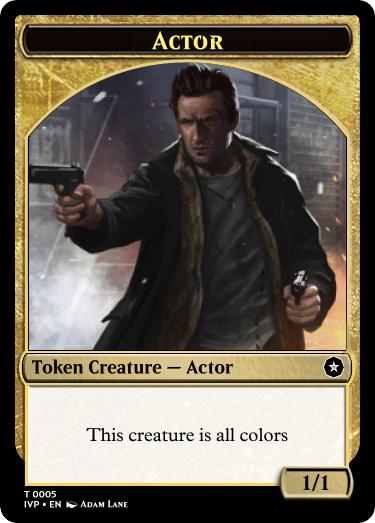 Actor
Token Creature — Actor
This creature is all colors
1/1
T 0005
IVP • EN Adam Lane